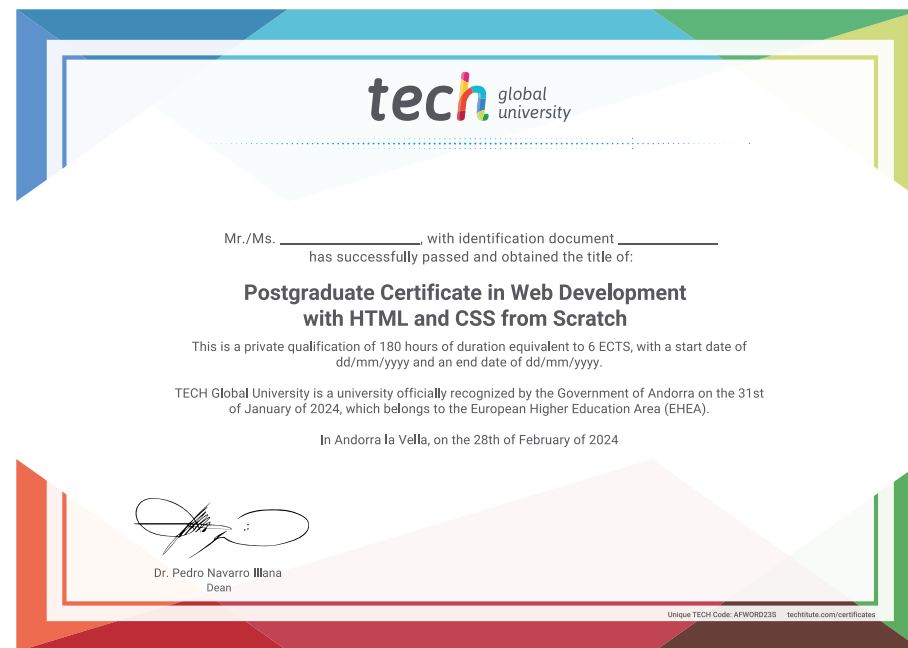 tech global
university
Mr./Ms. ____________________, with identification document ______________
has successfully passed and obtained the title of:
Postgraduate Certificate in Web Development
with HTML and CSS from Scratch
This is a private qualification of 180 hours of duration equivalent to 6 ECTS, with a start date of
dd/mm/yyyy and an end date of dd/mm/yyyy.
TECH Global University is a university officially recognized by the Government of Andorra on the 31st
of January of 2024, which belongs to the European Higher Education Area (EHEA).
In Andorra la Vella, on the 28th of February of 2024
Dr. Pedro Navarro Illana
Dean
Unique TECH Code: AFWORD23S techtitute.com/certificates